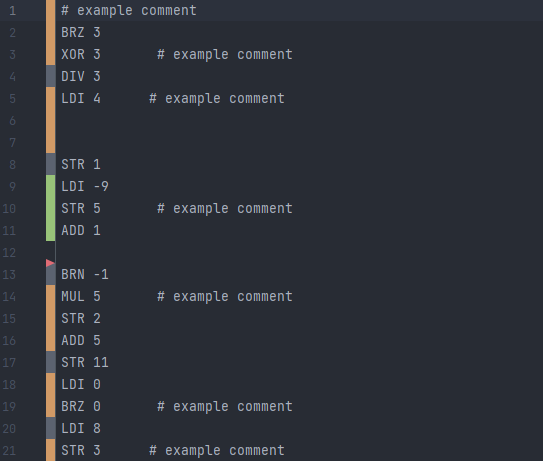 1 # example comment
2 BRZ 3
3 XOR 3 # example comment
4 DIV 3
5 LDI 4 # example comment
6
7
8 STR 1
9 LDI -9
10 STR 5 # example comment
11 ADD 1
12
13 BRN -1
14 MUL 5 # example comment
15 STR 2
16 ADD 5
17 STR 11
18 LDI 0
19 BRZ 0 # example comment
20 LDI 8
21 STR 3 # example comment